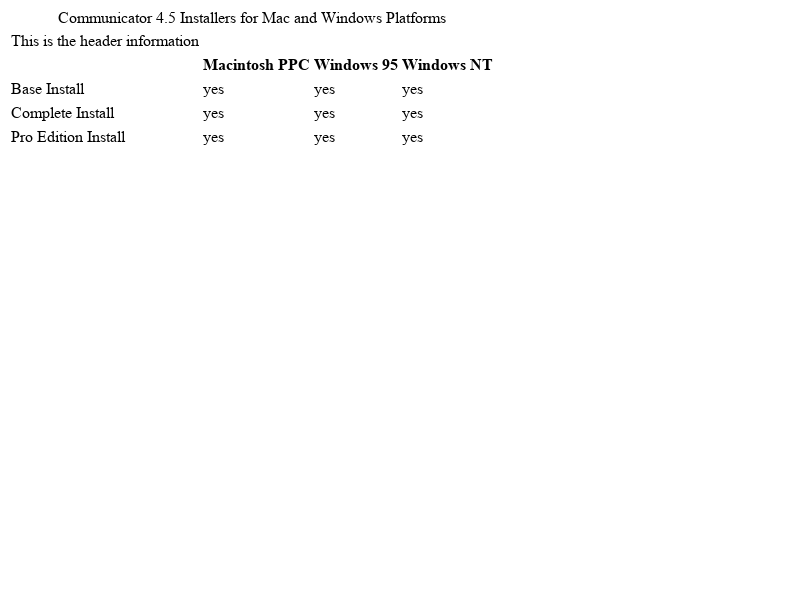 Communicator 4.5 Installers for Mac and Windows Platforms
This is the header information
Macintosh PPC Windows 95 Windows NT
Base Install yes yes yes
Complete Install yes yes yes
Pro Edition Install yes yes yes